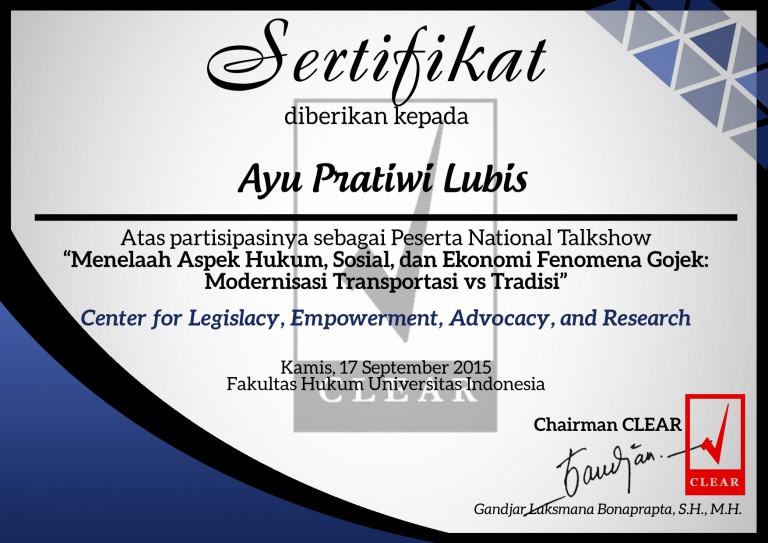 Sertifikat
diberikan kepada
Ayu Pratiwi Lubis
Atas partisipasinya sebagai Peserta National Talkshow
“Menelaah Aspek Hukum, Sosial, dan Ekonomi Fenomena Gojek:
Modernisasi Transportasi vs Tradisi”
Center for Legislacy, Empowerment, Advocacy, and Research
Kamis, 17 September 2015
Fakultas Hukum Universitas Indonesia
CLEAR
Chairman CLEAR
Gandjar
CLEAR
Gandjar Laksmana Bonaprapta, S.H., M.H.